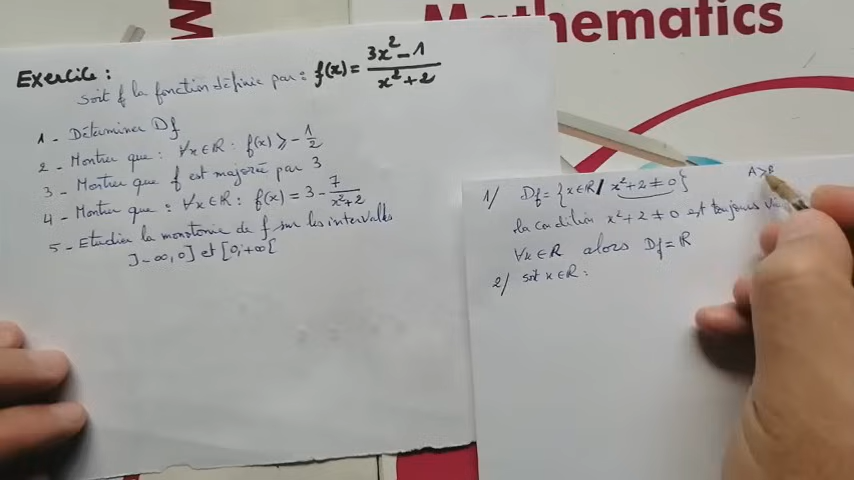 M
Mathematics
Exercice :
Soit f la fonction définie par : f(x) = (3x² - 1)/(x² + 2)
1 - Déterminer Df
2 - Montrer que : ∀x∈R : f(x) ⩾ - 1/2
3 - Montrer que f est majorée par 3
4 - Montrer que : ∀x∈R : f(x) = 3 - 7/(x²+2)
5 - Etudier la monotonie de f sur les intervalles
]-∞,0] et [0;+∞[
A>B
1/ Df = {x∈R / x²+2 ≠ 0}
la condition x²+2 ≠ 0 est toujours
∀x∈R alors Df = R
2/ soit x∈R :